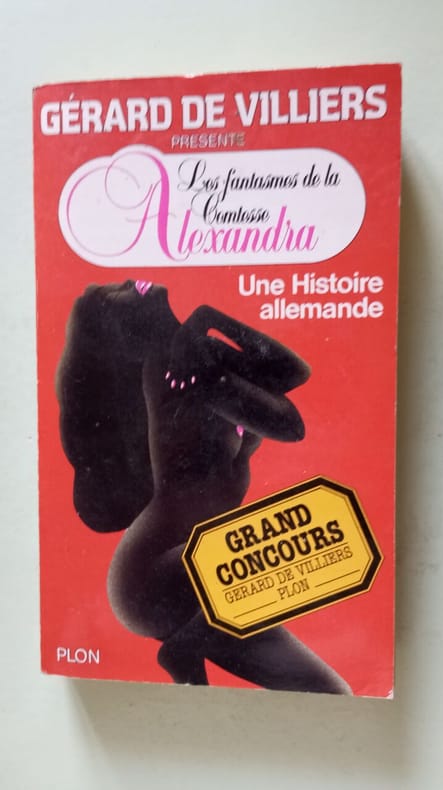 GÉRARD DE VILLIERS
PRÉSENTE
Les fantasmes de la
Comtesse
Alexandra
Une Histoire
allemande
GRAND
CONCOURS
GERARD DE VILLIERS
PLON
PLON